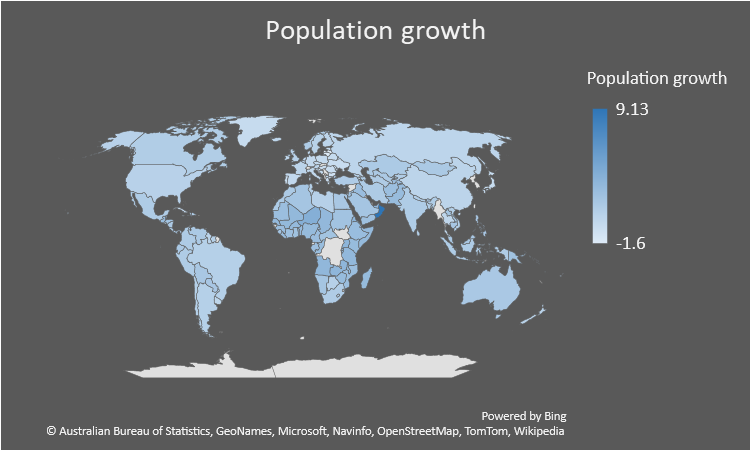 Population growth
Population growth
9.13
-1.6
Powered by Bing
© Australian Bureau of Statistics, GeoNames, Microsoft, Navinfo, OpenStreetMap, TomTom, Wikipedia